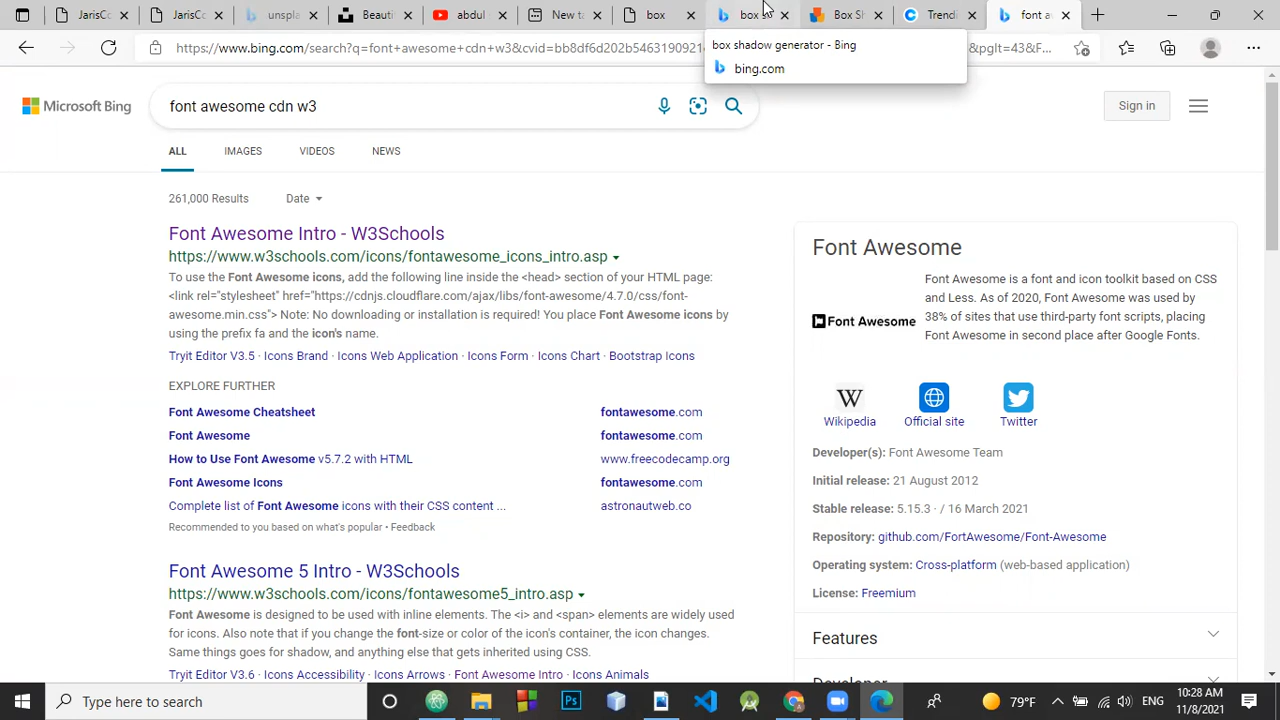 JarisCo
JarisCo
unspla
Beauti
abdul
New ta
box
box s
Box Sh
Trendi
font aw
https://www.bing.com/search?q=font+awesome+cdn+w3&cvid=bb8df6d202b5463190921
&pglt=43&F...
box shadow generator - Bing
bing.com
Microsoft Bing
font awesome cdn w3
Sign in
ALL
IMAGES
VIDEOS
NEWS
261,000 Results
Date
Font Awesome Intro - W3Schools
https://www.w3schools.com/icons/fontawesome_icons_intro.asp
To use the Font Awesome icons, add the following line inside the <head> section of your HTML page:
<link rel="stylesheet" href="https://cdnjs.cloudflare.com/ajax/libs/font-awesome/4.7.0/css/font-
awesome.min.css"> Note: No downloading or installation is required! You place Font Awesome icons by
using the prefix fa and the icon's name.
Tryit Editor V3.5 · Icons Brand · Icons Web Application · Icons Form · Icons Chart · Bootstrap Icons
EXPLORE FURTHER
Font Awesome Cheatsheet
fontawesome.com
Font Awesome
fontawesome.com
How to Use Font Awesome v5.7.2 with HTML
www.freecodecamp.org
Font Awesome Icons
fontawesome.com
Complete list of Font Awesome icons with their CSS content ...
astronautweb.co
Recommended to you based on what's popular • Feedback
Font Awesome 5 Intro - W3Schools
https://www.w3schools.com/icons/fontawesome5_intro.asp
Font Awesome is designed to be used with inline elements. The <i> and <span> elements are widely used
for icons. Also note that if you change the font-size or color of the icon's container, the icon changes.
Same things goes for shadow, and anything else that gets inherited using CSS.
Tryit Editor V3.6 · Icons Accessibility · Icons Arrows · Font Awesome Intro · Icons Animals
Font Awesome
Font Awesome
Font Awesome is a font and icon toolkit based on CSS
and Less. As of 2020, Font Awesome was used by
38% of sites that use third-party font scripts, placing
Font Awesome in second place after Google Fonts.
W
Wikipedia
Official site
Twitter
Developer(s): Font Awesome Team
Initial release: 21 August 2012
Stable release: 5.15.3 · / 16 March 2021
Repository: github.com/FortAwesome/Font-Awesome
Operating system: Cross-platform (web-based application)
License: Freemium
Features
Developer
Type here to search
Ps
79°F
ENG
10:28 AM
11/8/2021